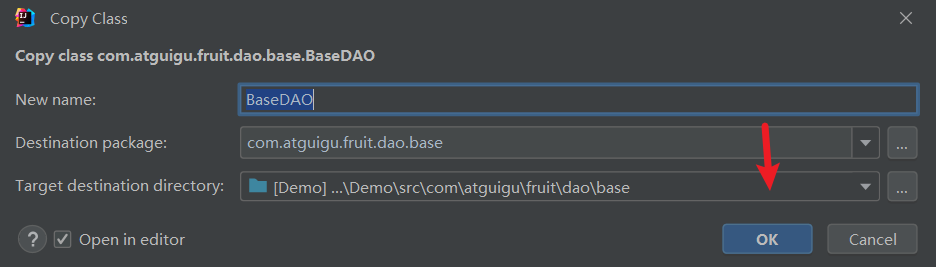 Copy Class
Copy class com.atguigu.fruit.dao.base.BaseDAO
New name: BaseDAO
Destination package: com.atguigu.fruit.dao.base ...
Target destination directory: [Demo] ...\Demo\src\com\atguigu\fruit\dao\base ...
? Open in editor OK Cancel